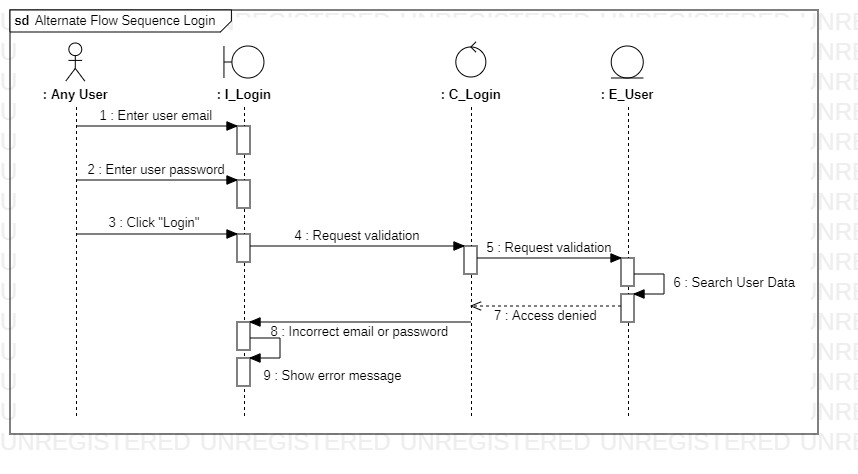 sd Alternate Flow Sequence Login
: Any User
: I_Login
: C_Login
: E_User
1 : Enter user email
2 : Enter user password
3 : Click "Login"
4 : Request validation
5 : Request validation
6 : Search User Data
7 : Access denied
8 : Incorrect email or password
9 : Show error message
UNREGISTERED UNREGISTERED UNREGISTERED UNREGISTERED